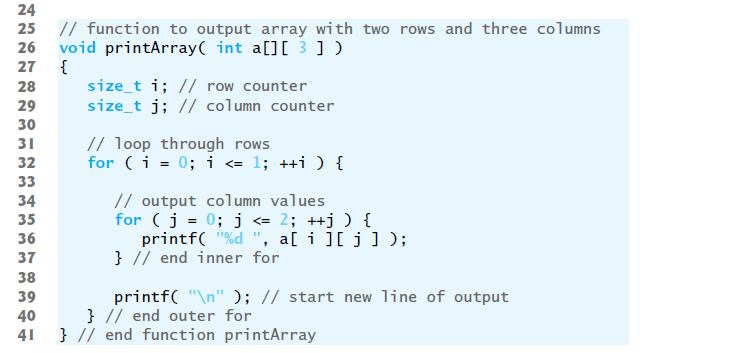 24
25 // function to output array with two rows and three columns
26 void printArray( int a[][ 3 ] )
27 {
28 size_t i; // row counter
29 size_t j; // column counter
30
31 // loop through rows
32 for ( i = 0; i <= 1; ++i ) {
33
34 // output column values
35 for ( j = 0; j <= 2; ++j ) {
36 printf( "%d ", a[ i ][ j ] );
37 } // end inner for
38
39 printf( "\n" ); // start new line of output
40 } // end outer for
41 } // end function printArray